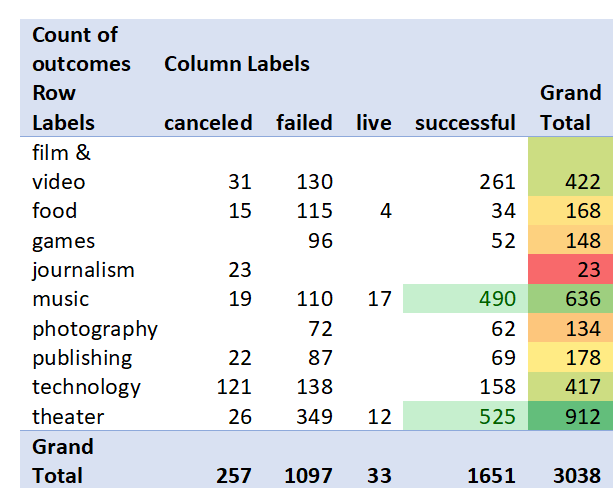 Count of
outcomes Column Labels
Row Grand
Labels canceled failed live successful Total
film &
video 31 130 261 422
food 15 115 4 34 168
games 96 52 148
journalism 23 23
music 19 110 17 490 636
photography 72 62 134
publishing 22 87 69 178
technology 121 138 158 417
theater 26 349 12 525 912
Grand
Total 257 1097 33 1651 3038